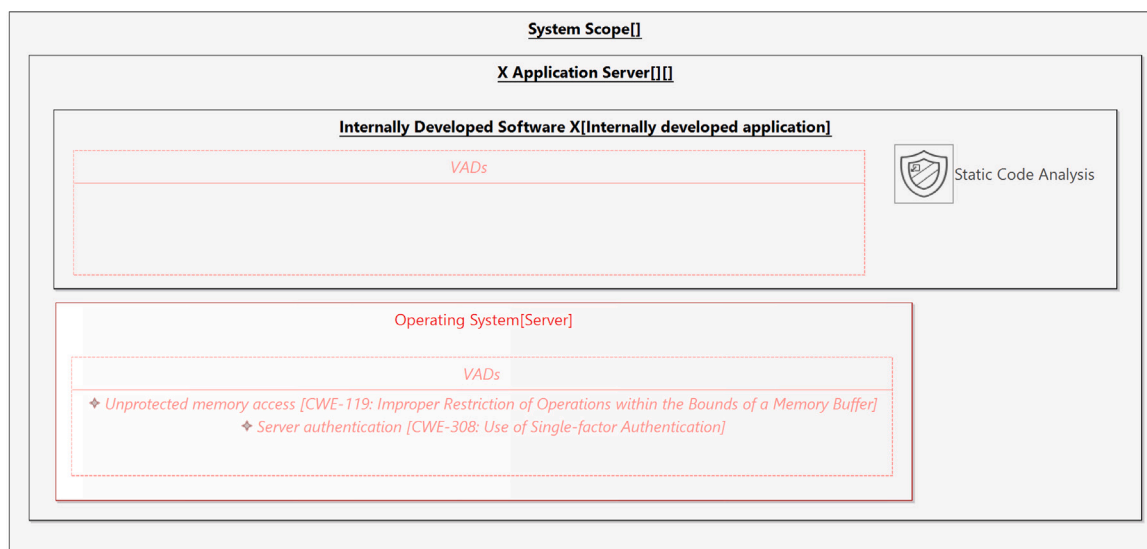 System Scope[]
X Application Server[][]
Internally Developed Software X[Internally developed application]
VADs
Static Code Analysis
Operating System[Server]
VADs
❖ Unprotected memory access [CWE-119: Improper Restriction of Operations within the Bounds of a Memory Buffer]
❖ Server authentication [CWE-308: Use of Single-factor Authentication]